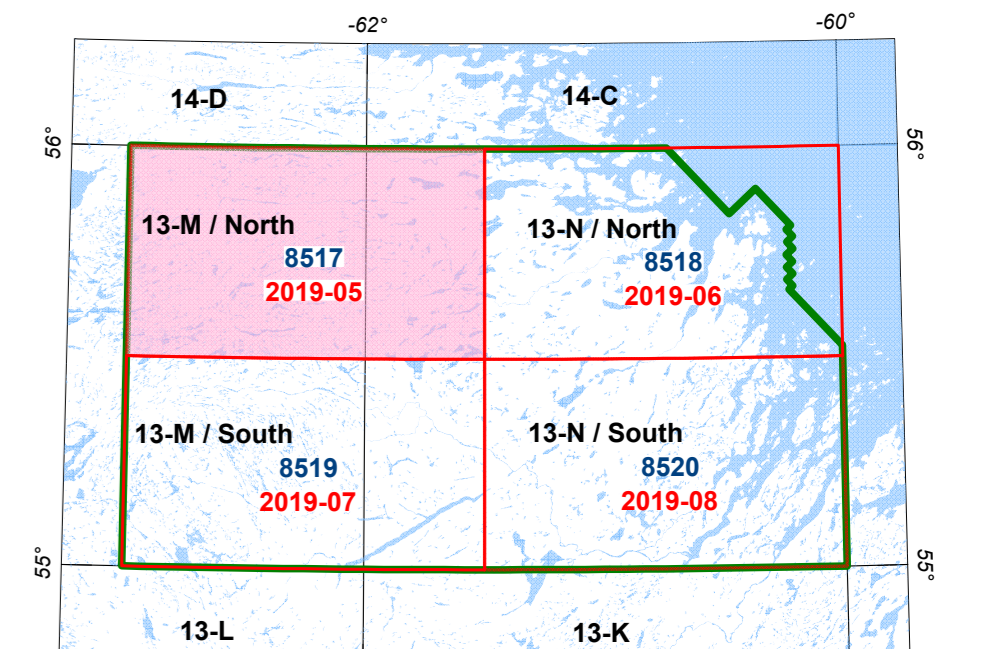 -62°
-60°
14-D
14-C
56°
56°
13-M / North
8517
2019-05
13-N / North
8518
2019-06
13-M / South
8519
2019-07
13-N / South
8520
2019-08
55°
55°
13-L
13-K